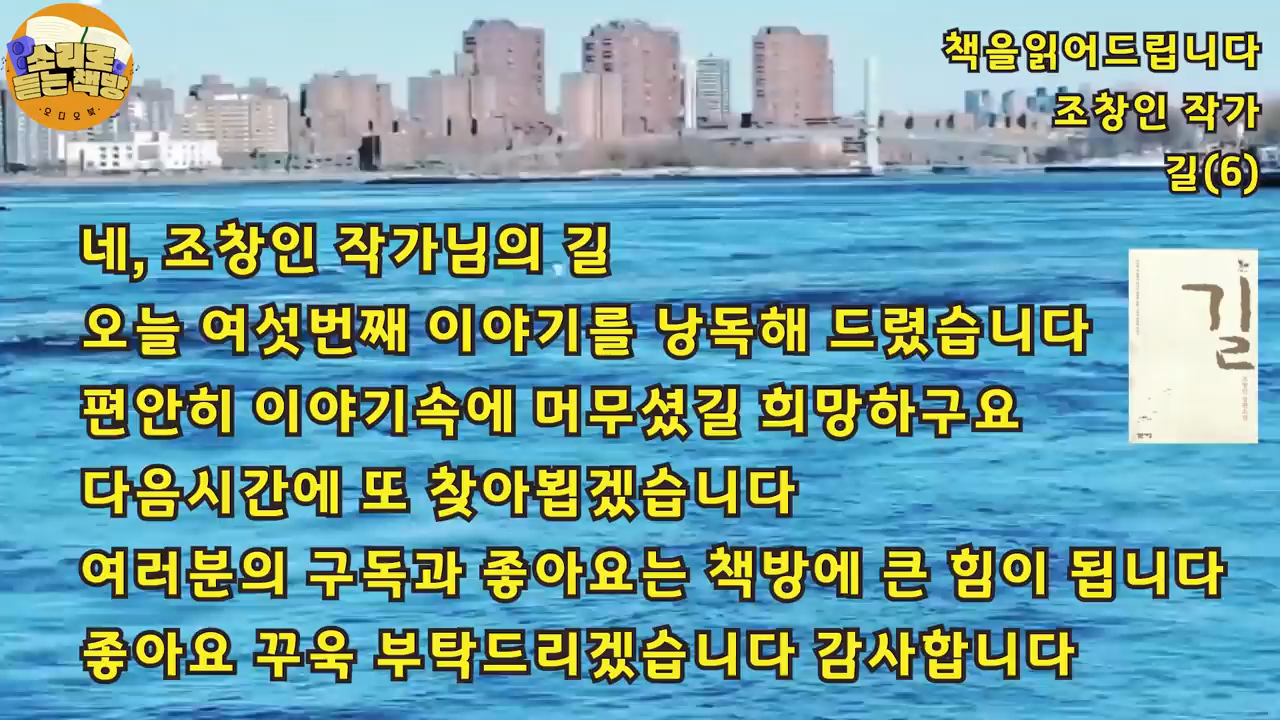 소리로
듣는책방
·오디오북·
책을읽어드립니다
조창인 작가
길(6)
네, 조창인 작가님의 길
오늘 여섯번째 이야기를 낭독해 드렸습니다
편안히 이야기속에 머무셨길 희망하구요
다음시간에 또 찾아뵙겠습니다
여러분의 구독과 좋아요는 책방에 큰 힘이 됩니다
좋아요 꾸욱 부탁드리겠습니다 감사합니다
길